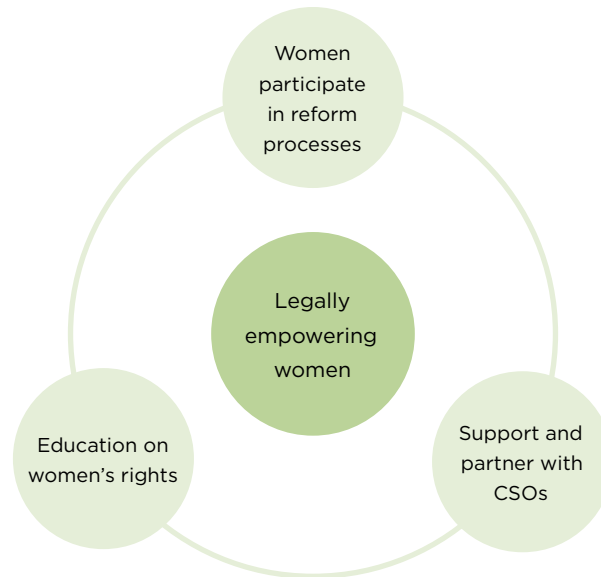 Women
participate
in reform
processes
Legally
empowering
women
Education on
women’s rights
Support and
partner with
CSOs